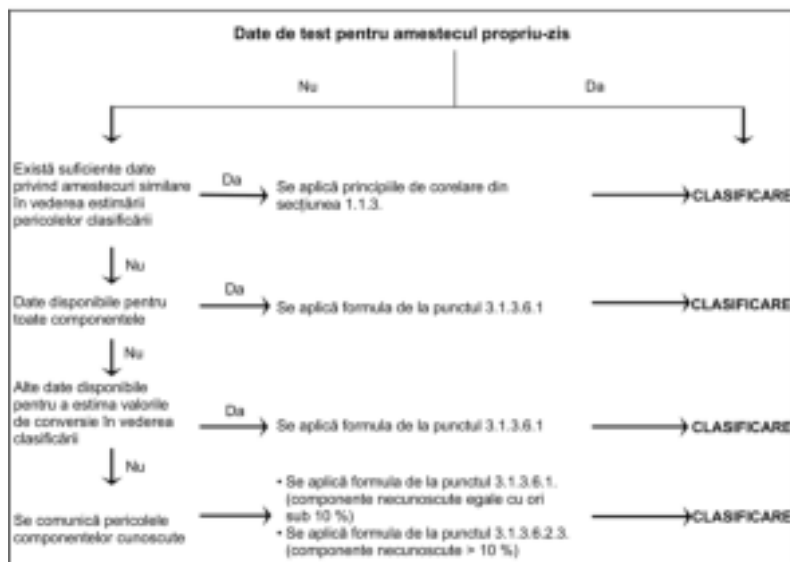 Date de test pentru amestecul propriu-zis
Nu
Da
Există suficiente date
privind amestecuri similare
în vederea estimării
pericolelor clasificării
Da
Se aplică principiile de corelare din
secțiunea 1.1.3.
CLASIFICARE
Nu
Date disponibile pentru
toate componentele
Da
Se aplică formula de la punctul 3.1.3.6.1
CLASIFICARE
Nu
Alte date disponibile
pentru a estima valorile
de conversie în vederea
clasificării
Da
Se aplică formula de la punctul 3.1.3.6.1
CLASIFICARE
Nu
Se comunică pericolele
componentelor cunoscute
• Se aplică formula de la punctul 3.1.3.6.1.
(componente necunoscute egale cu ori
sub 10 %)
• Se aplică formula de la punctul 3.1.3.6.2.3.
(componente necunoscute > 10 %)
CLASIFICARE